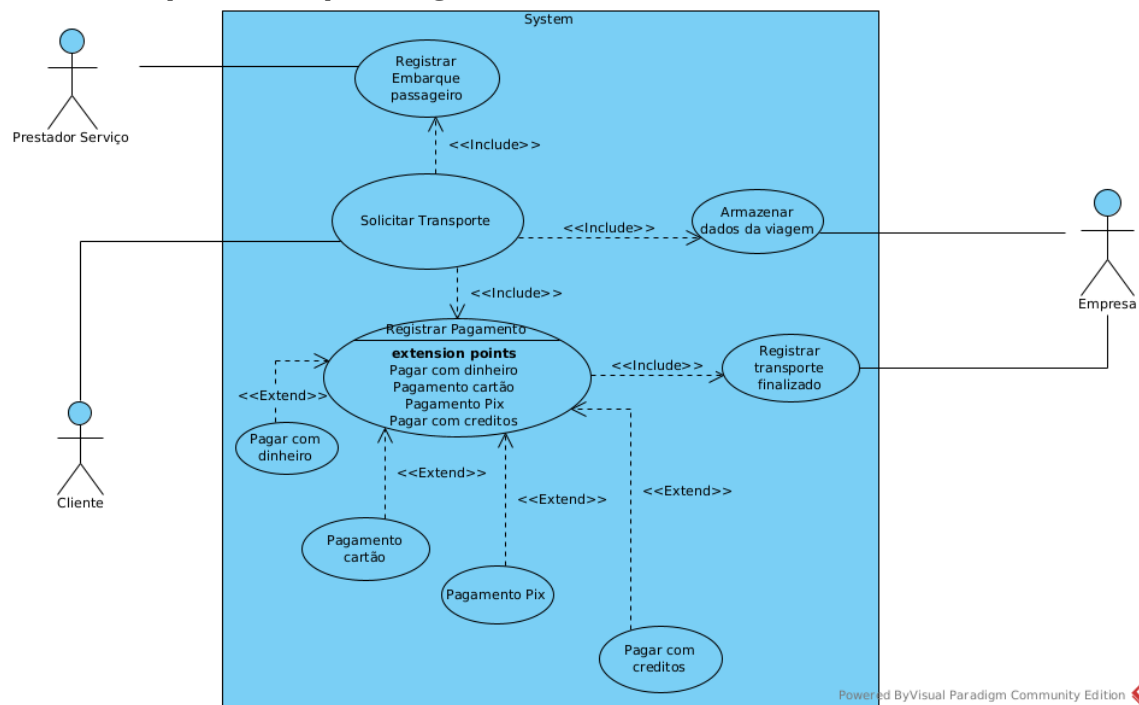 System
Registrar
Embarque
passageiro
Prestador Serviço
<<Include>>
Solicitar Transporte
Armazenar
dados da viagem
<<Include>>
Empresa
<<Include>>
Registrar Pagamento
extension points
Pagar com dinheiro
Pagamento cartão
Pagamento Pix
Pagar com creditos
<<Include>>
Registrar
transporte
finalizado
<<Extend>>
Pagar com
dinheiro
Cliente
<<Extend>>
<<Extend>>
<<Extend>>
Pagamento
cartão
Pagamento Pix
Pagar com
creditos
Powered ByVisual Paradigm Community Edition